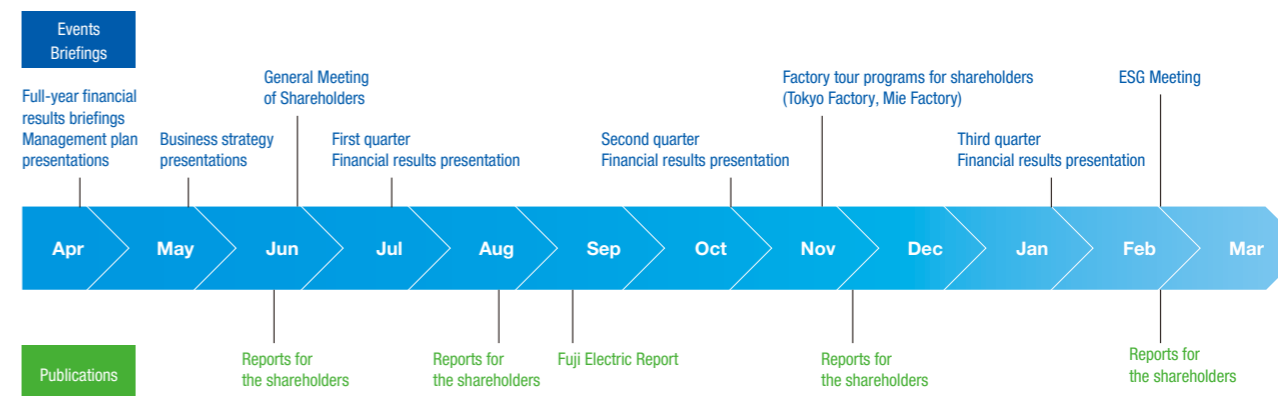 Events
Briefings
Full-year financial
results briefings
Management plan
presentations
Business strategy
presentations
General Meeting
of Shareholders
First quarter
Financial results presentation
Second quarter
Financial results presentation
Factory tour programs for shareholders
(Tokyo Factory, Mie Factory)
Third quarter
Financial results presentation
ESG Meeting
Apr
May
Jun
Jul
Aug
Sep
Oct
Nov
Dec
Jan
Feb
Mar
Publications
Reports for
the shareholders
Reports for
the shareholders
Fuji Electric Report
Reports for
the shareholders
Reports for
the shareholders